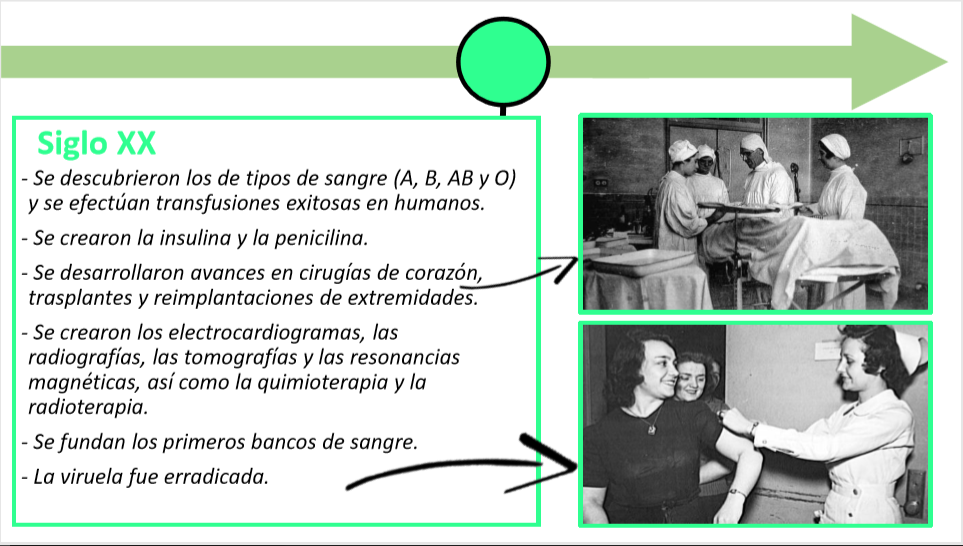 Siglo XX
- Se descubrieron los de tipos de sangre (A, B, AB y O)
y se efectúan transfusiones exitosas en humanos.
- Se crearon la insulina y la penicilina.
- Se desarrollaron avances en cirugías de corazón,
trasplantes y reimplantaciones de extremidades.
- Se crearon los electrocardiogramas, las
radiografías, las tomografías y las resonancias
magnéticas, así como la quimioterapia y la
radioterapia.
- Se fundan los primeros bancos de sangre.
- La viruela fue erradicada.